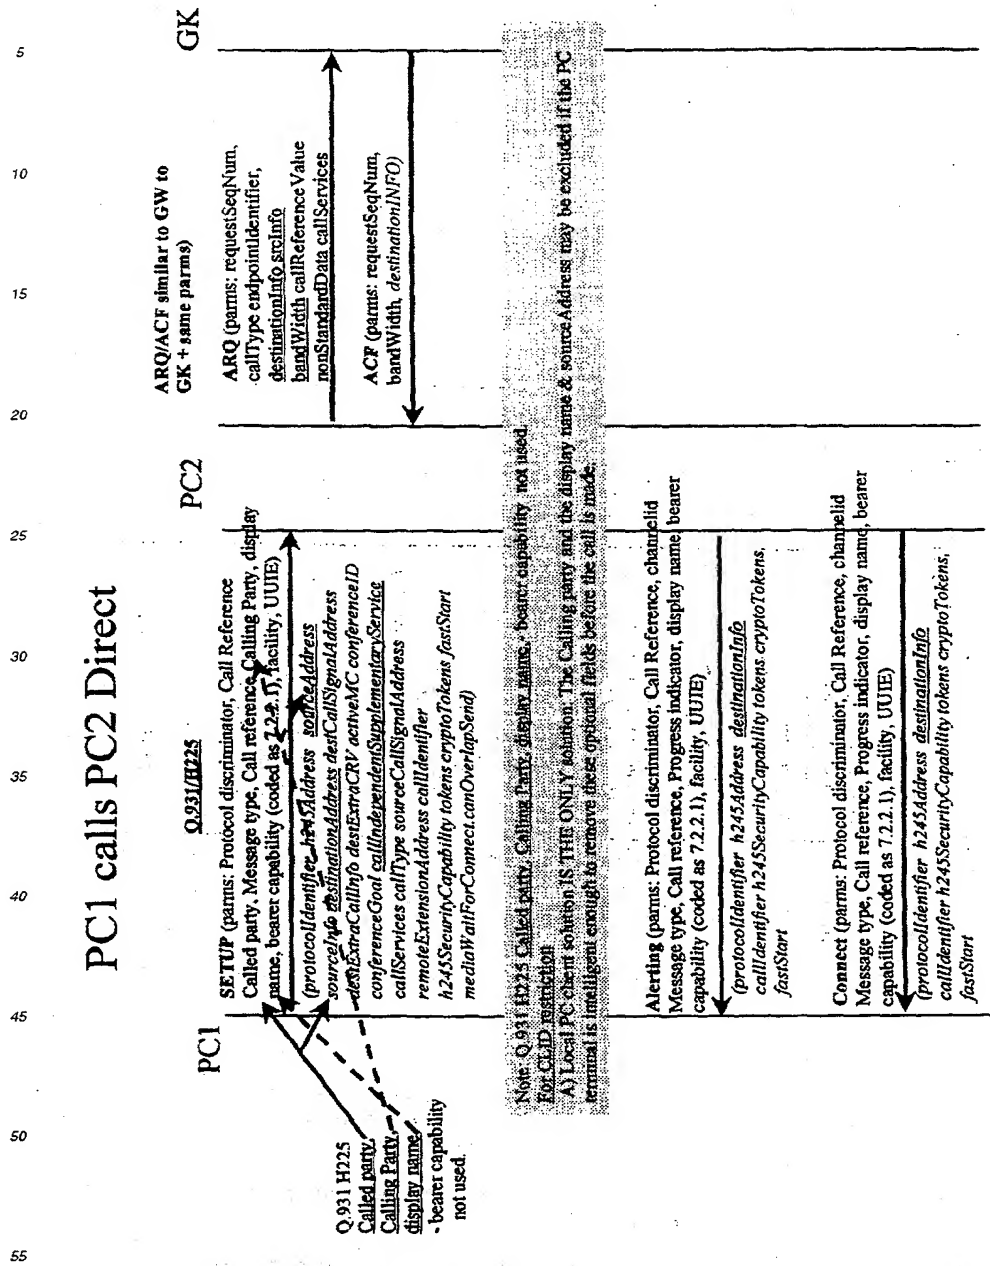 5
10
15
20
25
30
35
40
45
50
55
PC1 calls PC2 Direct
PC1
Q.931/H225
PC2
GK
SETUP (parms: Protocol discriminator, Call Reference
Called party, Message type, Call reference, Calling Party, display
name, bearer capability (coded as 7.2.2.1), facility, UUIE)
(protocolIdentifier h245Address sourceAddress
sourceInfo destinationAddress destCallSignalAddress
destExtraCallInfo destExtraCRV activeMC conferenceID
conferenceGoal callIndependenSupplementaryService
callServices callType sourceCallSignalAddress
remoteExtensionAddress callIdentifier
h245SecurityCapability tokens cryptoTokens fastStart
mediaWaitForConnect canOverlapSend)
ARQ/ACF similar to GW to
GK + same parms)
ARQ (parms: requestSeqNum,
callType endpointIdentifier,
destinationInfo srcInfo
bandWidth callReferenceValue
nonStandardData callServices
ACF (parms: requestSeqNum,
bandWidth, destinationINFO)
Q.931 H225
Called party,
Calling Party,
display name,
- bearer capability
not used.
Note: Q.931 H225 Called party, Calling Party, display name, - bearer capability not used.
For CLID restriction
A) Local PC client solution IS THE ONLY solution: The Calling party and the display name & sourceAddress may be excluded if the PC
terminal is intelligent enough to remove these optional fields before the call is made.
Alerting (parms: Protocol discriminator, Call Reference, channelid
Message type, Call reference, Progress indicator, display name, bearer
capability (coded as 7.2.2.1), facility, UUIE)
(protocolIdentifier h245Address destinationInfo
callIdentifier h245SecurityCapability tokens cryptoTokens,
fastStart
Connect (parms: Protocol discriminator, Call Reference, channelid
Message type, Call reference, Progress indicator, display name, bearer
capability (coded as 7.2.2.1), facility, UUIE)
(protocolIdentifier h245Address destinationInfo
callIdentifier h245SecurityCapability tokens cryptoTokens,
fastStart